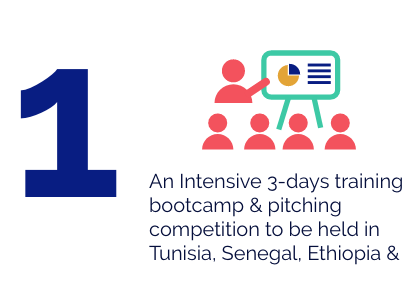 1
An Intensive 3-days training
bootcamp & pitching
competition to be held in
Tunisia, Senegal, Ethiopia &